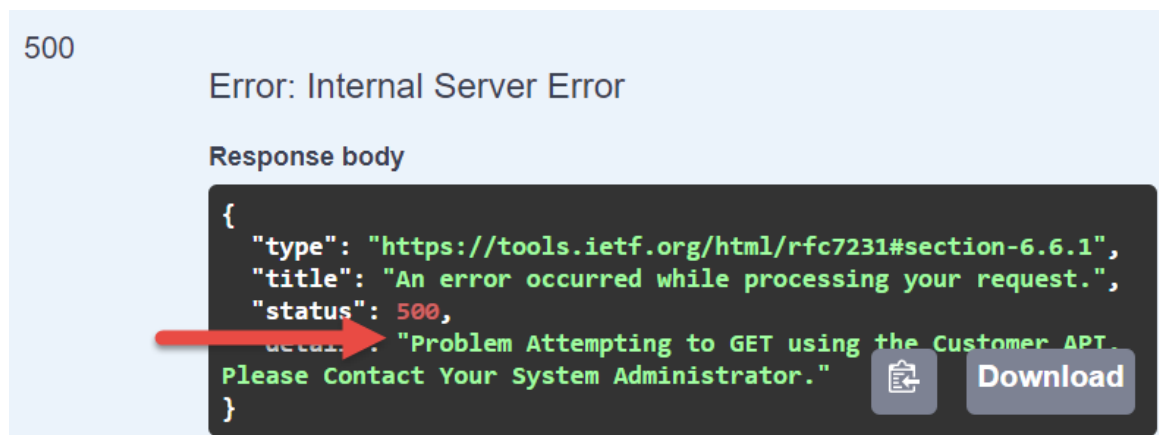 500
Error: Internal Server Error
Response body
{
"type": "https://tools.ietf.org/html/rfc7231#section-6.6.1",
"title": "An error occurred while processing your request.",
"status": 500,
"detail": "Problem Attempting to GET using the Customer API.
Please Contact Your System Administrator."
Download
}